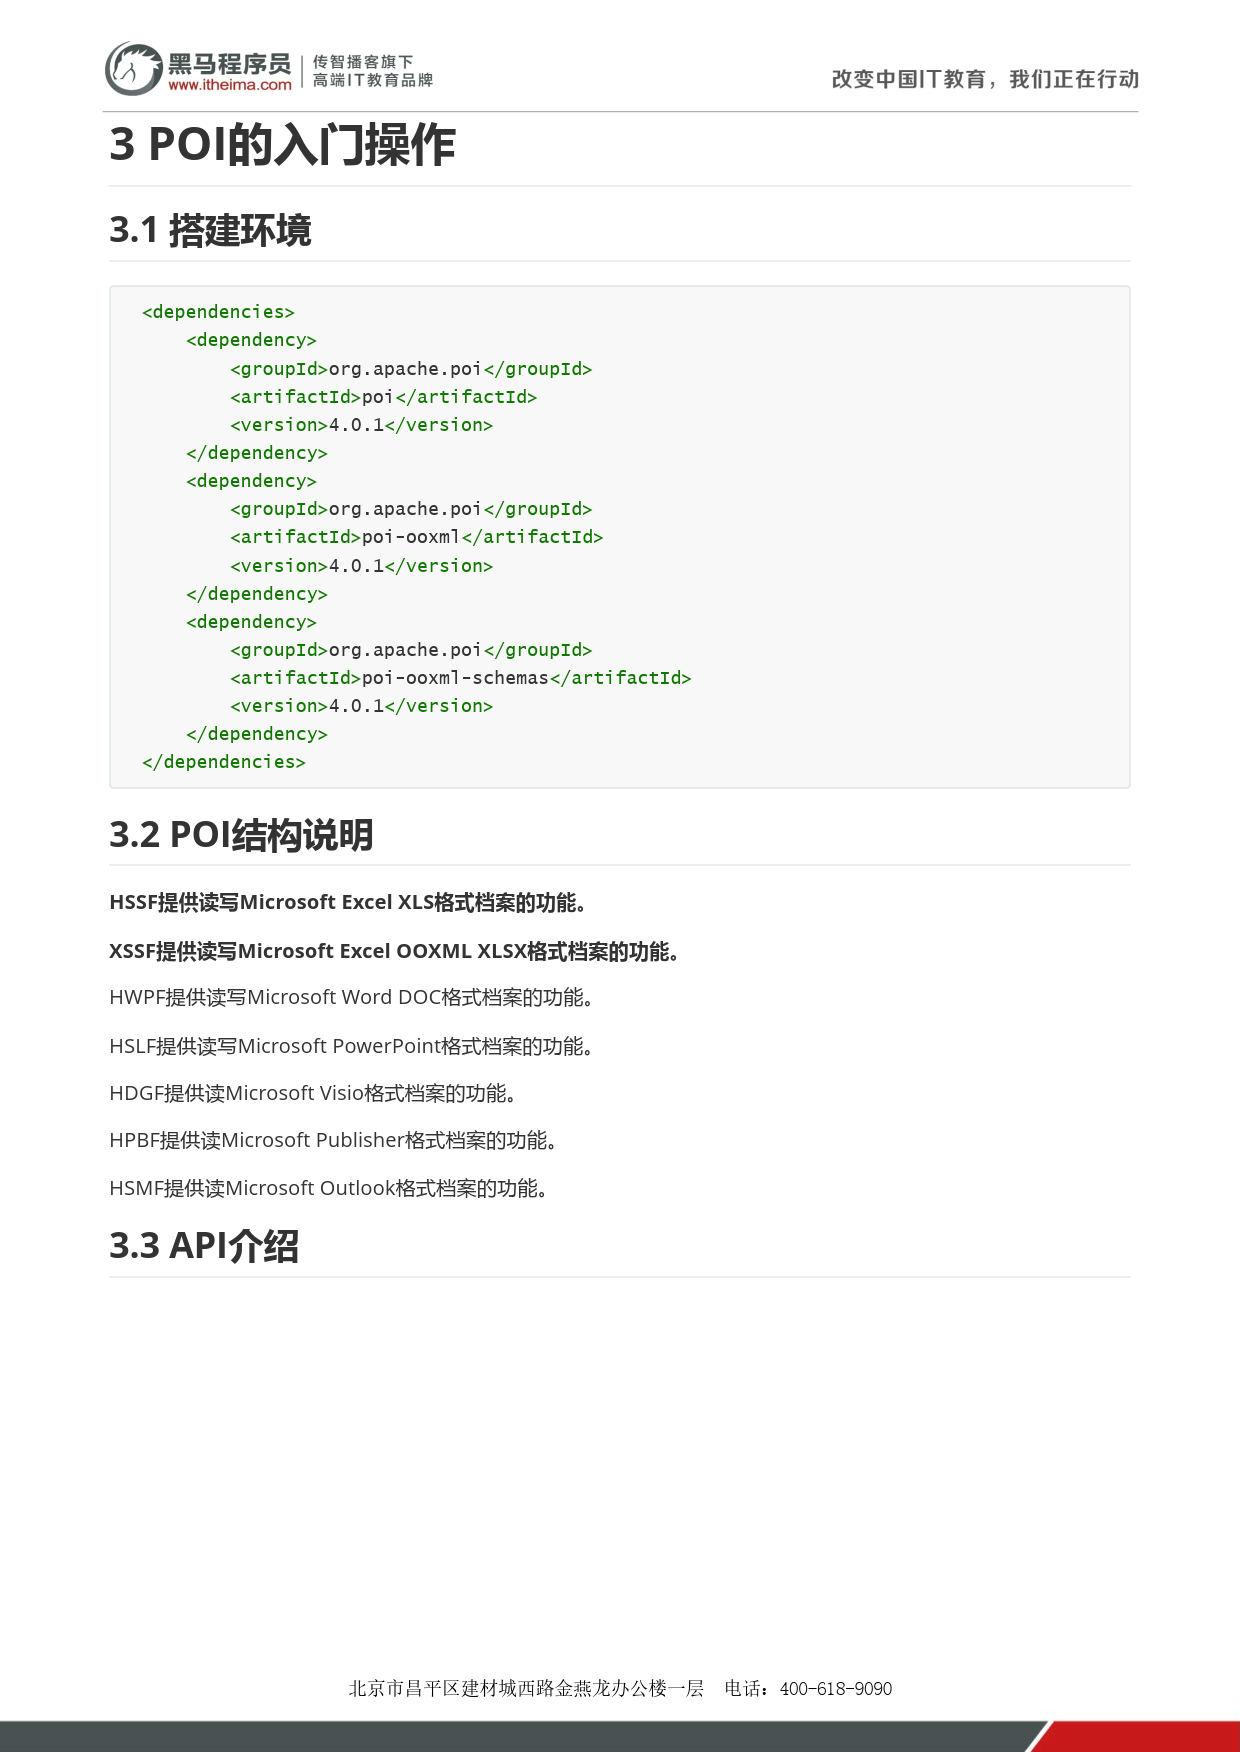 黑马程序员
www.itheima.com
传智播客旗下
高端IT教育品牌
改变中国IT教育，我们正在行动
3 POI的入门操作
3.1 搭建环境
<dependencies>
    <dependency>
        <groupId>org.apache.poi</groupId>
        <artifactId>poi</artifactId>
        <version>4.0.1</version>
    </dependency>
    <dependency>
        <groupId>org.apache.poi</groupId>
        <artifactId>poi-ooxml</artifactId>
        <version>4.0.1</version>
    </dependency>
    <dependency>
        <groupId>org.apache.poi</groupId>
        <artifactId>poi-ooxml-schemas</artifactId>
        <version>4.0.1</version>
    </dependency>
</dependencies>
3.2 POI结构说明
HSSF提供读写Microsoft Excel XLS格式档案的功能。
XSSF提供读写Microsoft Excel OOXML XLSX格式档案的功能。
HWPF提供读写Microsoft Word DOC格式档案的功能。
HSLF提供读写Microsoft PowerPoint格式档案的功能。
HDGF提供读Microsoft Visio格式档案的功能。
HPBF提供读Microsoft Publisher格式档案的功能。
HSMF提供读Microsoft Outlook格式档案的功能。
3.3 API介绍
北京市昌平区建材城西路金燕龙办公楼一层 电话：400-618-9090